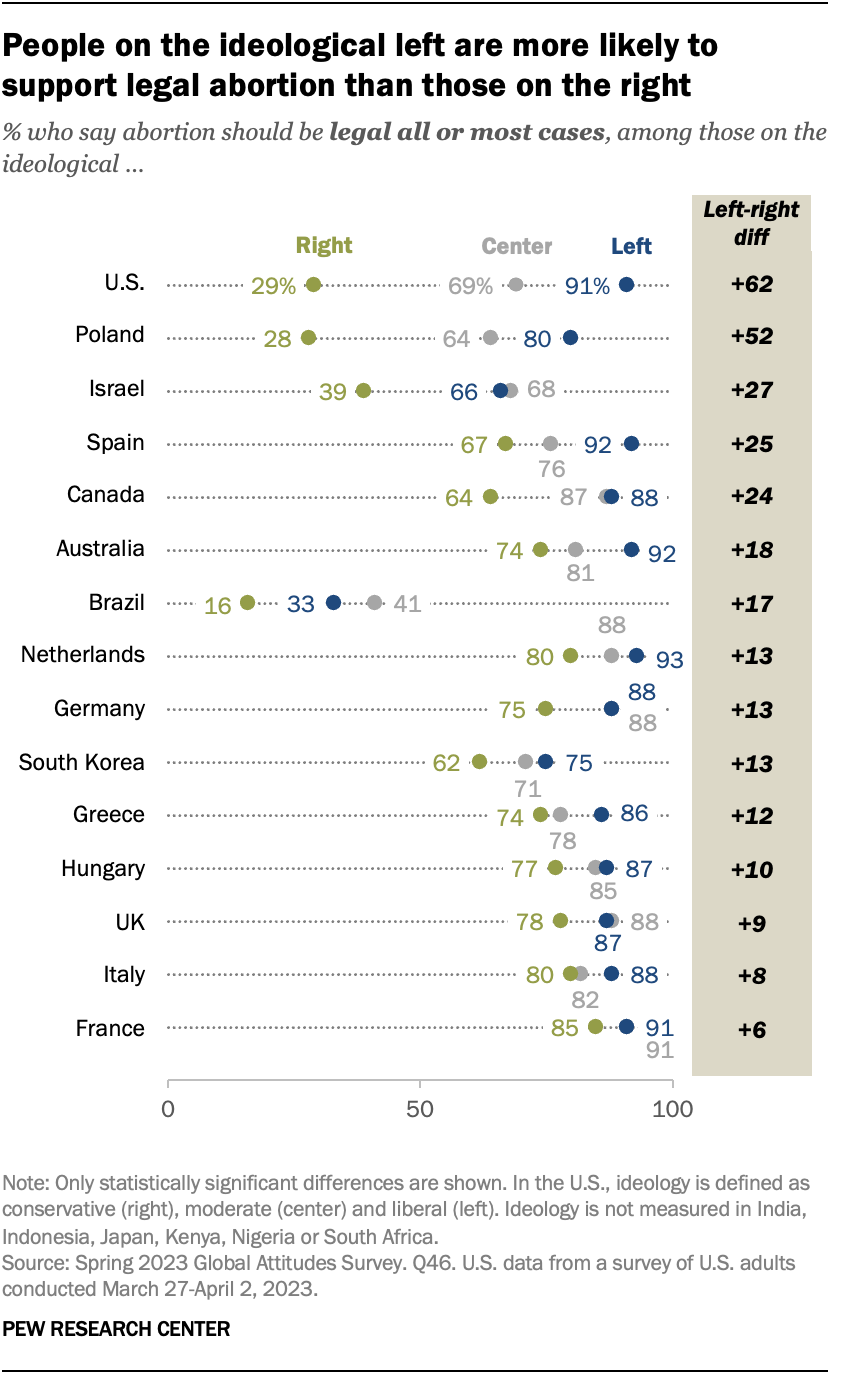 People on the ideological left are more likely to
support legal abortion than those on the right
% who say abortion should be legal all or most cases, among those on the
ideological ...
Left-right
diff
Right Center Left
U.S. 29% 69% 91% +62
Poland 28 64 80 +52
Israel 39 66 68 +27
Spain 67 92 +25
76
Canada 64 87 88 +24
Australia 74 92 +18
81
Brazil 16 33 41 +17
88
Netherlands 80 93 +13
88
Germany 75 +13
88
South Korea 62 75 +13
71
Greece 74 86 +12
78
Hungary 77 87 +10
85
UK 78 88 +9
87
Italy 80 88 +8
82
France 85 91 +6
91
0 50 100
Note: Only statistically significant differences are shown. In the U.S., ideology is defined as
conservative (right), moderate (center) and liberal (left). Ideology is not measured in India,
Indonesia, Japan, Kenya, Nigeria or South Africa.
Source: Spring 2023 Global Attitudes Survey. Q46. U.S. data from a survey of U.S. adults
conducted March 27-April 2, 2023.
PEW RESEARCH CENTER